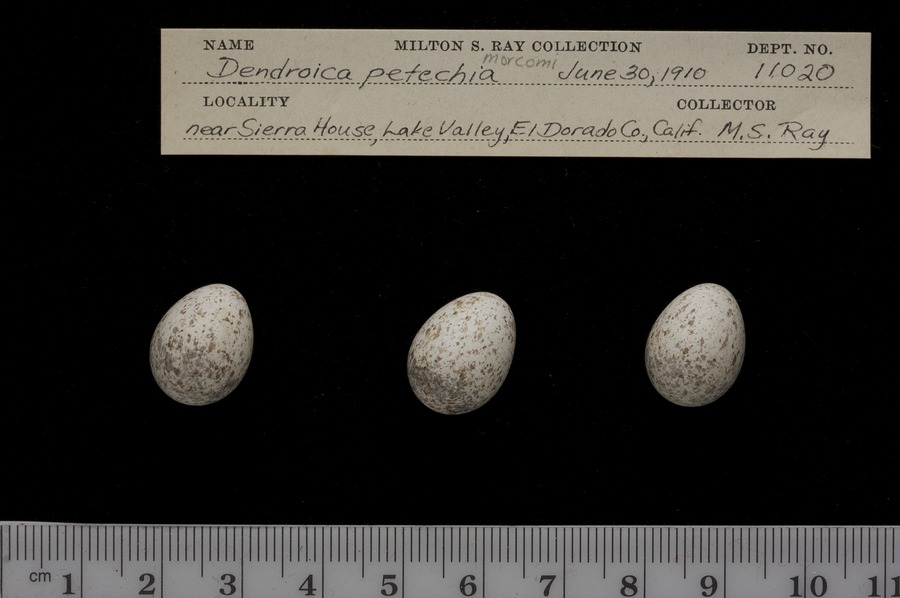 NAME MILTON S. RAY COLLECTION DEPT. NO.
Dendroica petechia morcomi June 30, 1910 11020
LOCALITY COLLECTOR
near Sierra House, Lake Valley, El Dorado Co., Calif. M. S. Ray
cm 1 2 3 4 5 6 7 8 9 10 11